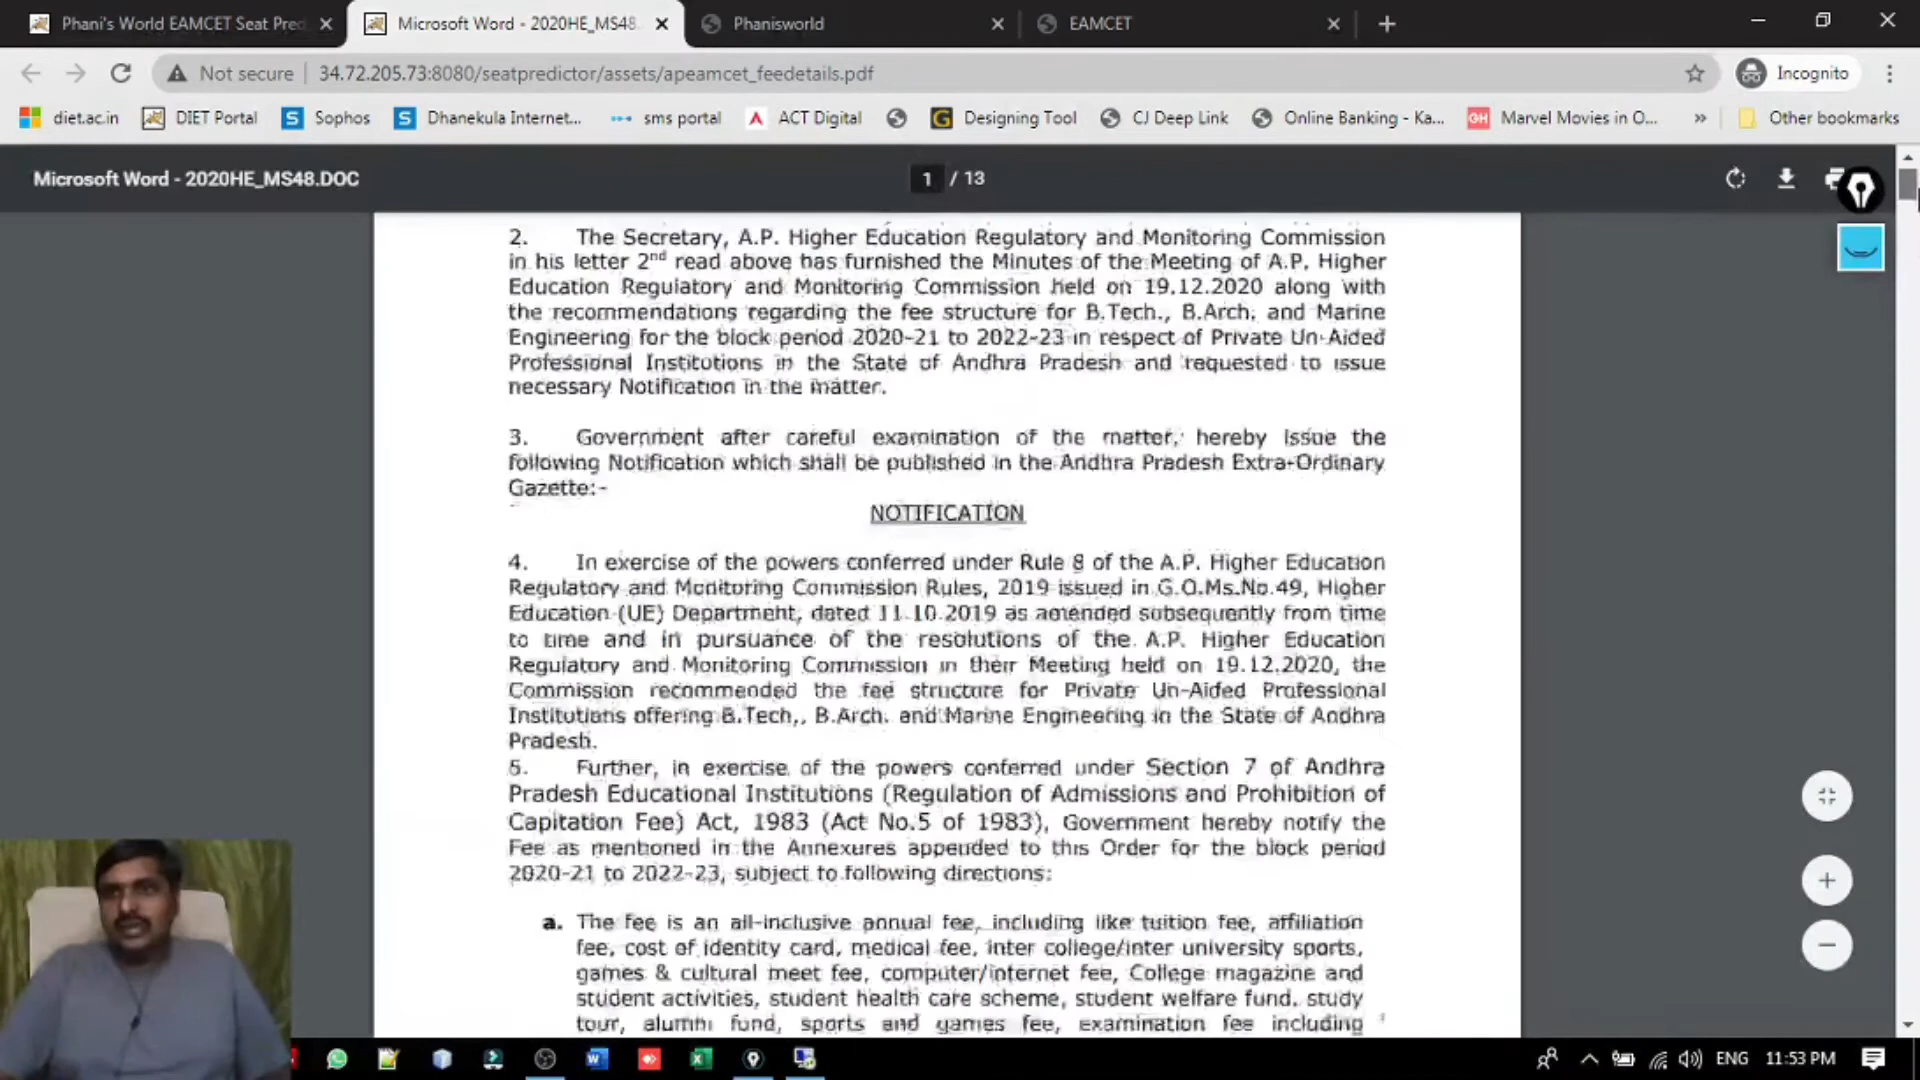 Phani's World EAMCET Seat Pred
Microsoft Word - 2020HE_MS48.
Phanisworld
EAMCET
Not secure
34.72.205.73:8080/seatpredictor/assets/apeamcet_feedetails.pdf
Incognito
diet.ac.in
DIET Portal
Sophos
Dhanekula Internet...
sms portal
ACT Digital
Designing Tool
CJ Deep Link
Online Banking - Ka...
Marvel Movies in O...
Other bookmarks
Microsoft Word - 2020HE_MS48.DOC
1 / 13
2. The Secretary, A.P. Higher Education Regulatory and Monitoring Commission
in his letter 2nd read above has furnished the Minutes of the Meeting of A.P. Higher
Education Regulatory and Monitoring Commission held on 19.12.2020 along with
the recommendations regarding the fee structure for B.Tech., B.Arch. and Marine
Engineering for the block period 2020-21 to 2022-23 in respect of Private Un-Aided
Professional Institutions in the State of Andhra Pradesh and requested to issue
necessary Notification in the matter.
3. Government after careful examination of the matter, hereby issue the
following Notification which shall be published in the Andhra Pradesh Extra-Ordinary
Gazette:-
NOTIFICATION
4. In exercise of the powers conferred under Rule 8 of the A.P. Higher Education
Regulatory and Monitoring Commission Rules, 2019 issued in G.O.Ms.No.49, Higher
Education (UE) Department, dated 11.10.2019 as amended subsequently from time
to time and in pursuance of the resolutions of the A.P. Higher Education
Regulatory and Monitoring Commission in their Meeting held on 19.12.2020, the
Commission recommended the fee structure for Private Un-Aided Professional
Institutions offering B.Tech,, B.Arch. and Marine Engineering in the State of Andhra
Pradesh.
5. Further, in exercise of the powers conferred under Section 7 of Andhra
Pradesh Educational Institutions (Regulation of Admissions and Prohibition of
Capitation Fee) Act, 1983 (Act No.5 of 1983), Government hereby notify the
Fee as mentioned in the Annexures appended to this Order for the block period
2020-21 to 2022-23, subject to following directions:
a. The fee is an all-inclusive annual fee, including like tuition fee, affiliation
fee, cost of identity card, medical fee, inter college/inter university sports,
games & cultural meet fee, computer/internet fee, College magazine and
student activities, student health care scheme, student welfare fund, study
tour, alumni fund, sports and games fee, examination fee including
ENG
11:53 PM